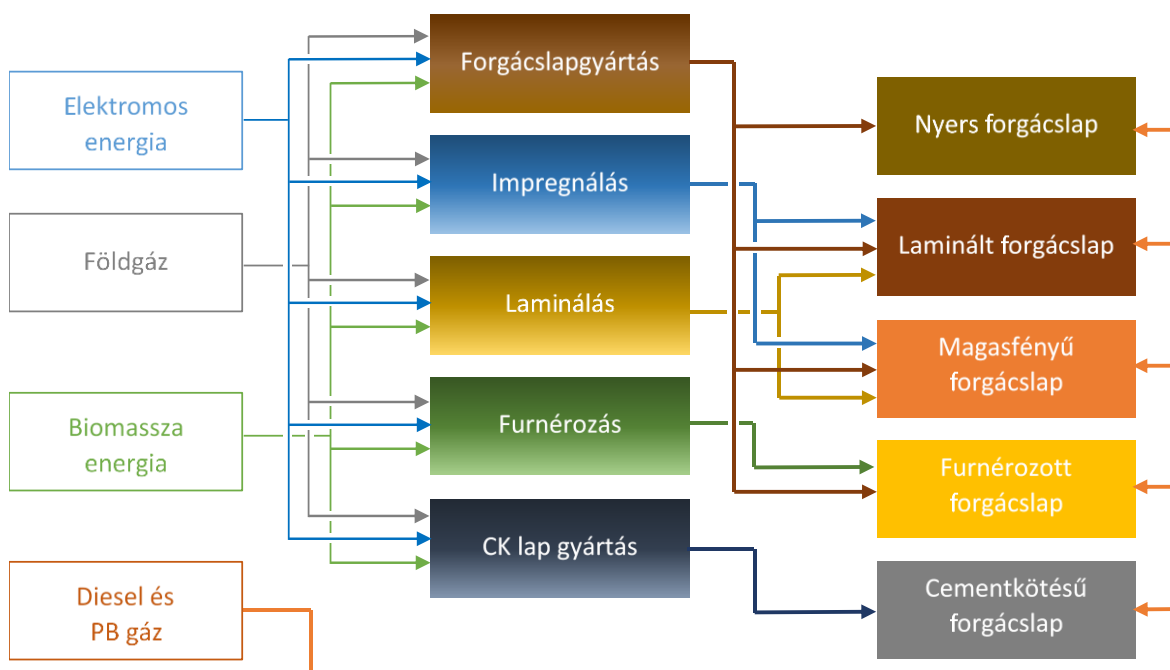 Elektromos
energia
Földgáz
Biomassza
energia
Diesel és
PB gáz
Forgácslapgyártás
Impregnálás
Laminálás
Furnérozás
CK lap gyártás
Nyers forgácslap
Laminált forgácslap
Magasfényű
forgácslap
Furnérozott
forgácslap
Cementkötésű
forgácslap